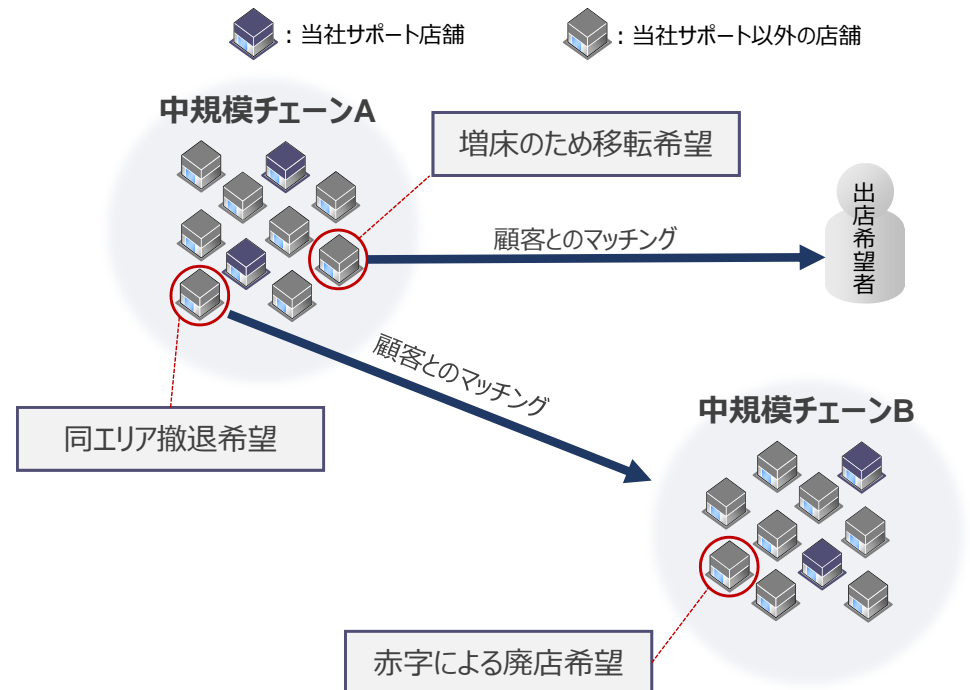 ：当社サポート店舗
：当社サポート以外の店舗
中規模チェーンA
増床のため移転希望
顧客とのマッチング
出店希望者
顧客とのマッチング
同エリア撤退希望
中規模チェーンB
赤字による廃店希望